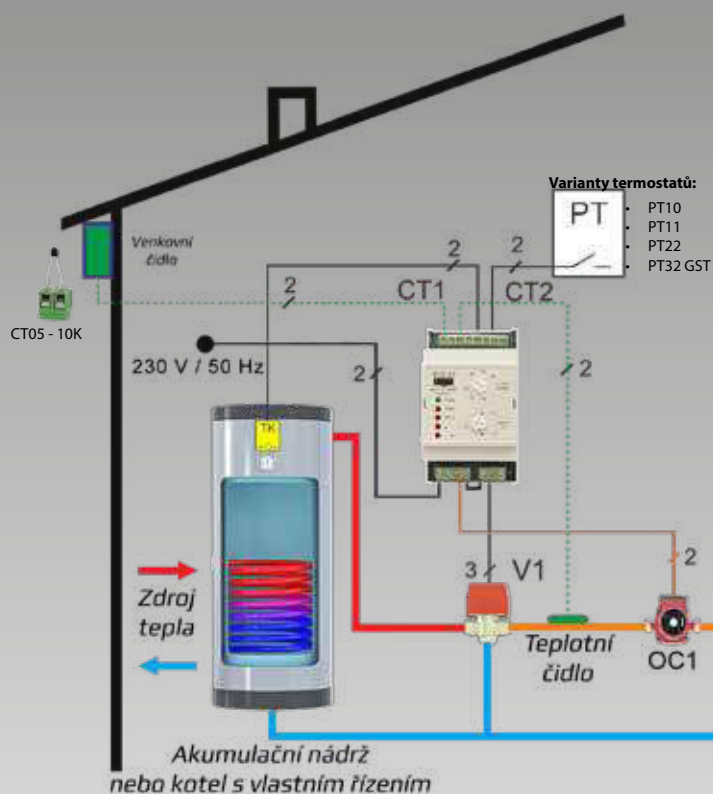 Varianty termostatů:
PT
• PT10
• PT11
• PT22
• PT32 GST
Venkovní
čidlo
2
2
2
CT1
CT2
CT05 - 10K
230 V / 50 Hz
2
2
TK
3
V1
2
Zdroj
tepla
Teplotní
čidlo
OC1
Akumulační nádrž
nebo kotel s vlastním řízením